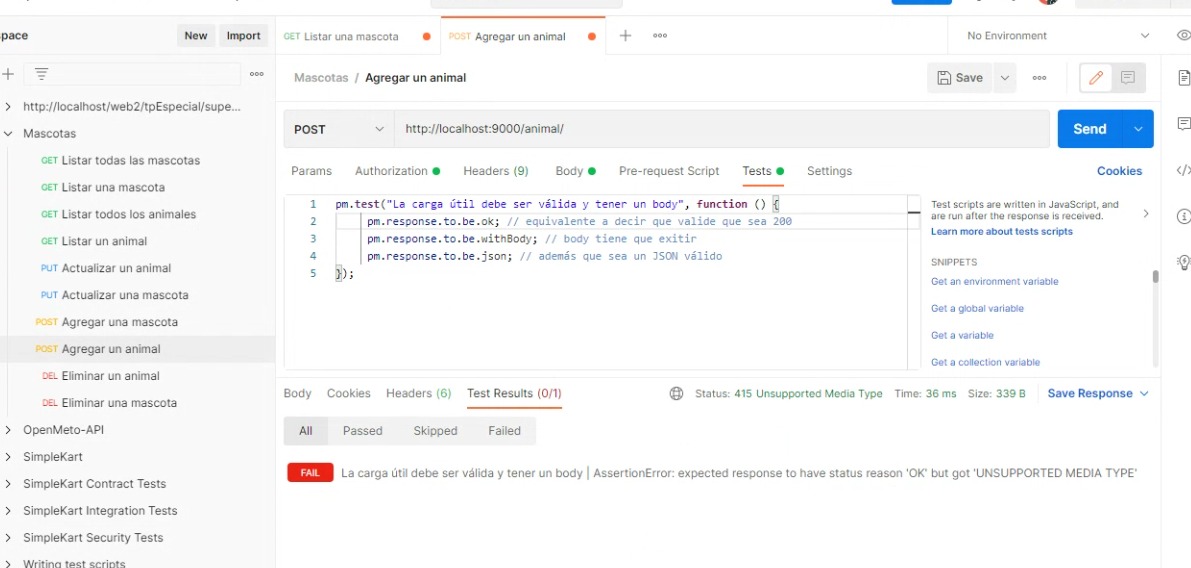 space
New
Import
GET Listar una mascota
POST Agregar un animal
No Environment
Mascotas / Agregar un animal
Save
http://localhost/web2/tpEspecial/supe...
Mascotas
GET Listar todas las mascotas
GET Listar una mascota
GET Listar todos los animales
GET Listar un animal
PUT Actualizar un animal
PUT Actualizar una mascota
POST Agregar una mascota
POST Agregar un animal
DEL Eliminar un animal
DEL Eliminar una mascota
OpenMeto-API
SimpleKart
SimpleKart Contract Tests
SimpleKart Integration Tests
SimpleKart Security Tests
Writing test scripts
POST
http://localhost:9000/animal/
Send
Params Authorization Headers (9) Body Pre-request Script Tests Settings
Cookies
1 pm.test("La carga útil debe ser válida y tener un body", function () {
2 pm.response.to.be.ok; // equivalente a decir que valide que sea 200
3 pm.response.to.be.withBody; // body tiene que exitir
4 pm.response.to.be.json; // además que sea un JSON válido
5 });
Test scripts are written in JavaScript, and
are run after the response is received.
Learn more about tests scripts
SNIPPETS
Get an environment variable
Get a global variable
Get a variable
Get a collection variable
Body Cookies Headers (6) Test Results (0/1)
Status: 415 Unsupported Media Type Time: 36 ms Size: 339 B
Save Response
All Passed Skipped Failed
FAIL La carga útil debe ser válida y tener un body | AssertionError: expected response to have status reason 'OK' but got 'UNSUPPORTED MEDIA TYPE'